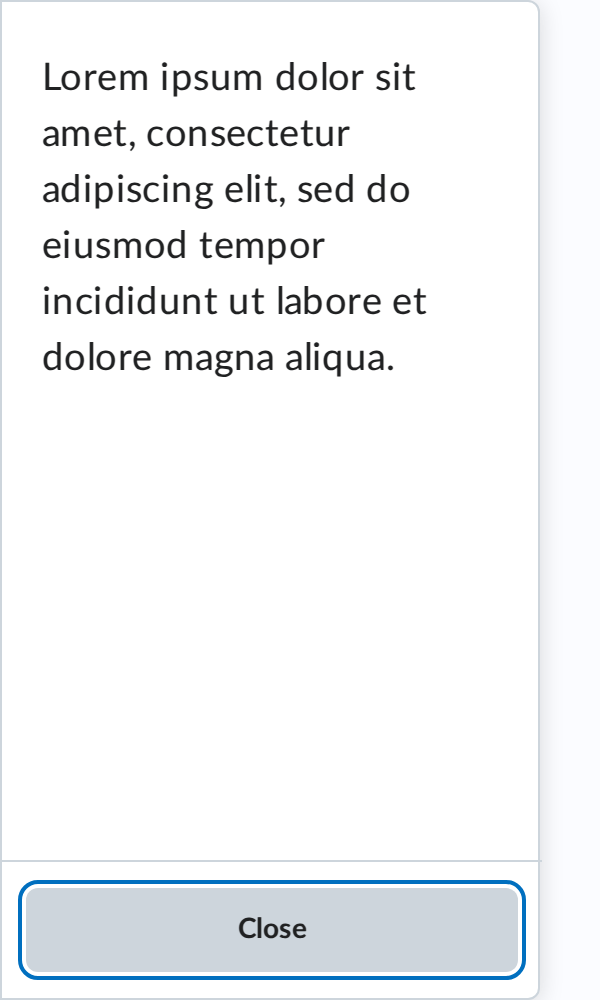 Lorem ipsum dolor sit
amet, consectetur
adipiscing elit, sed do
eiusmod tempor
incididunt ut labore et
dolore magna aliqua.
Close